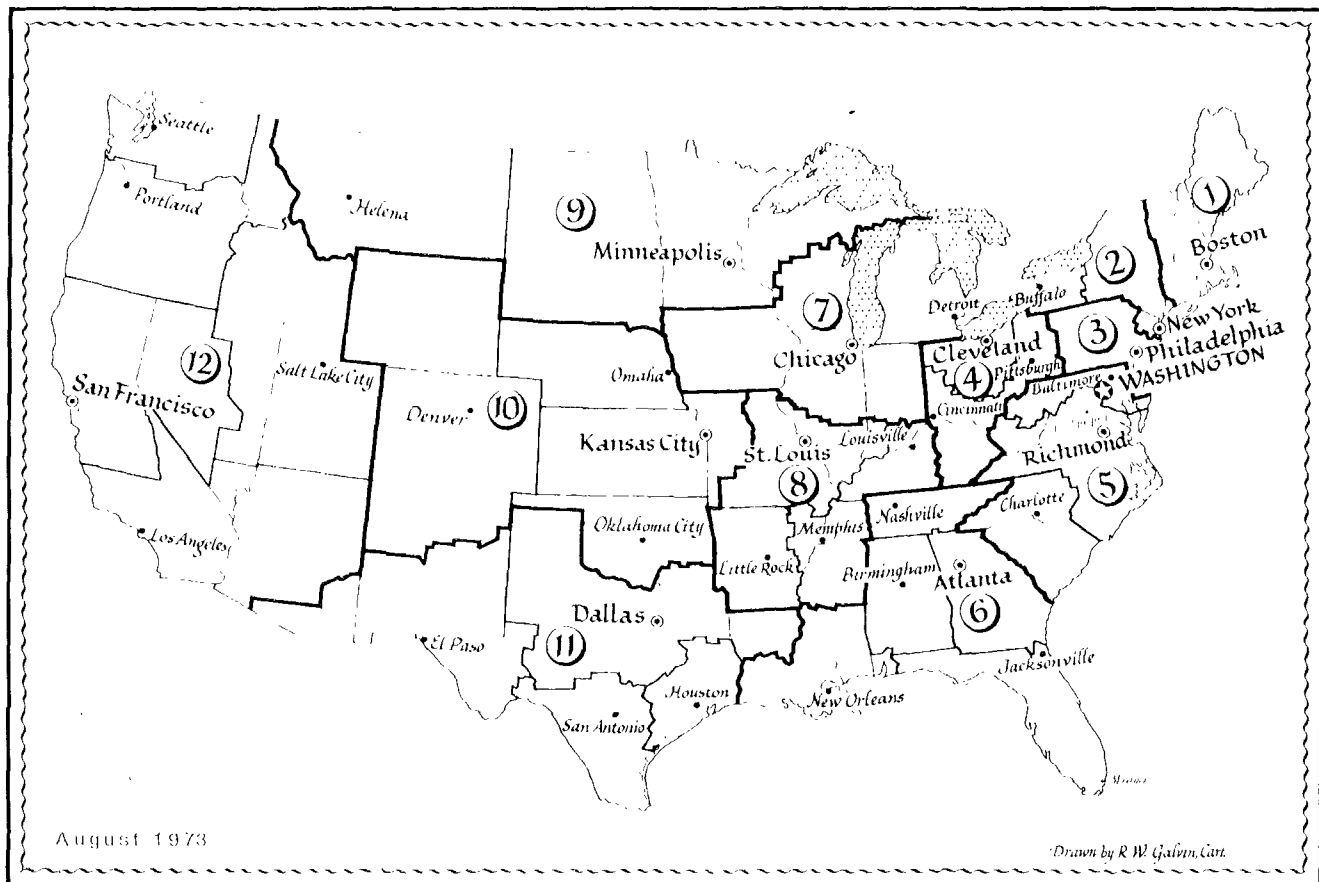 Seattle
Portland
Helena
9
Minneapolis
1
Boston
2
Buffalo
Detroit
7
Chicago
3
New York
Philadelphia
Cleveland
Pittsburgh
4
WASHINGTON
Baltimore
Cincinnati
12
Salt Lake City
San Francisco
Omaha
Denver
10
Kansas City
St. Louis
Louisville
8
Richmond
5
Los Angeles
Oklahoma City
Little Rock
Memphis
Nashville
Charlotte
Birmingham
Atlanta
6
Dallas
11
El Paso
Houston
San Antonio
New Orleans
Jacksonville
Miami
August 1973
Drawn by R. W. Galvin, Cart.